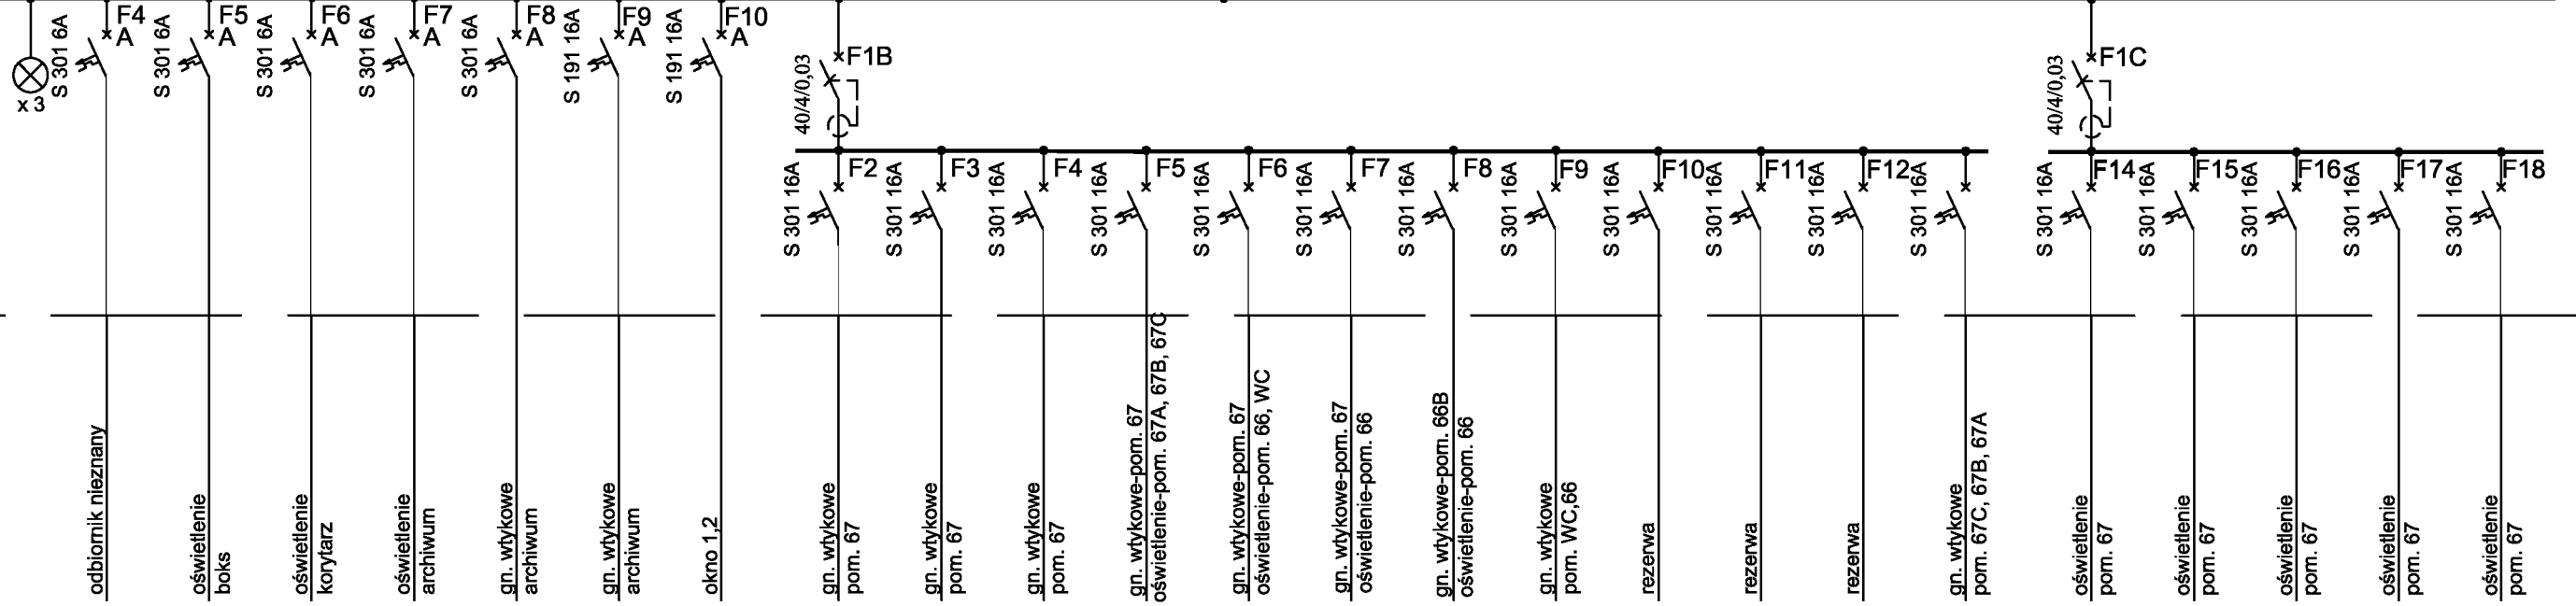 x 3
S 301 6A
F4
A
S 301 6A
F5
A
S 301 6A
F6
A
S 301 6A
F7
A
S 301 6A
F8
A
S 191 16A
F9
A
S 191 16A
F10
A
40/4/0,03
F1B
40/4/0,03
F1C
S 301 16A
F2
S 301 16A
F3
S 301 16A
F4
S 301 16A
F5
S 301 16A
F6
S 301 16A
F7
S 301 16A
F8
S 301 16A
F9
S 301 16A
F10
S 301 16A
F11
S 301 16A
F12
S 301 16A
S 301 16A
F14
S 301 16A
F15
S 301 16A
F16
S 301 16A
F17
S 301 16A
F18
odbiornik nieznany
oświetlenie
boks
oświetlenie
korytarz
oświetlenie
archiwum
gn. wtykowe
archiwum
gn. wtykowe
archiwum
okno 1,2
gn. wtykowe
pom. 67
gn. wtykowe
pom. 67
gn. wtykowe
pom. 67
gn. wtykowe-pom. 67
oświetlenie-pom. 67A, 67B, 67C
gn. wtykowe-pom. 67
oświetlenie-pom. 66, WC
gn. wtykowe-pom. 67
oświetlenie-pom. 66
gn. wtykowe-pom. 66B
oświetlenie-pom. 66
gn. wtykowe
pom. WC,66
rezerwa
rezerwa
rezerwa
gn. wtykowe
pom. 67C, 67B, 67A
oświetlenie
pom. 67
oświetlenie
pom. 67
oświetlenie
pom. 67
oświetlenie
pom. 67
oświetlenie
pom. 67